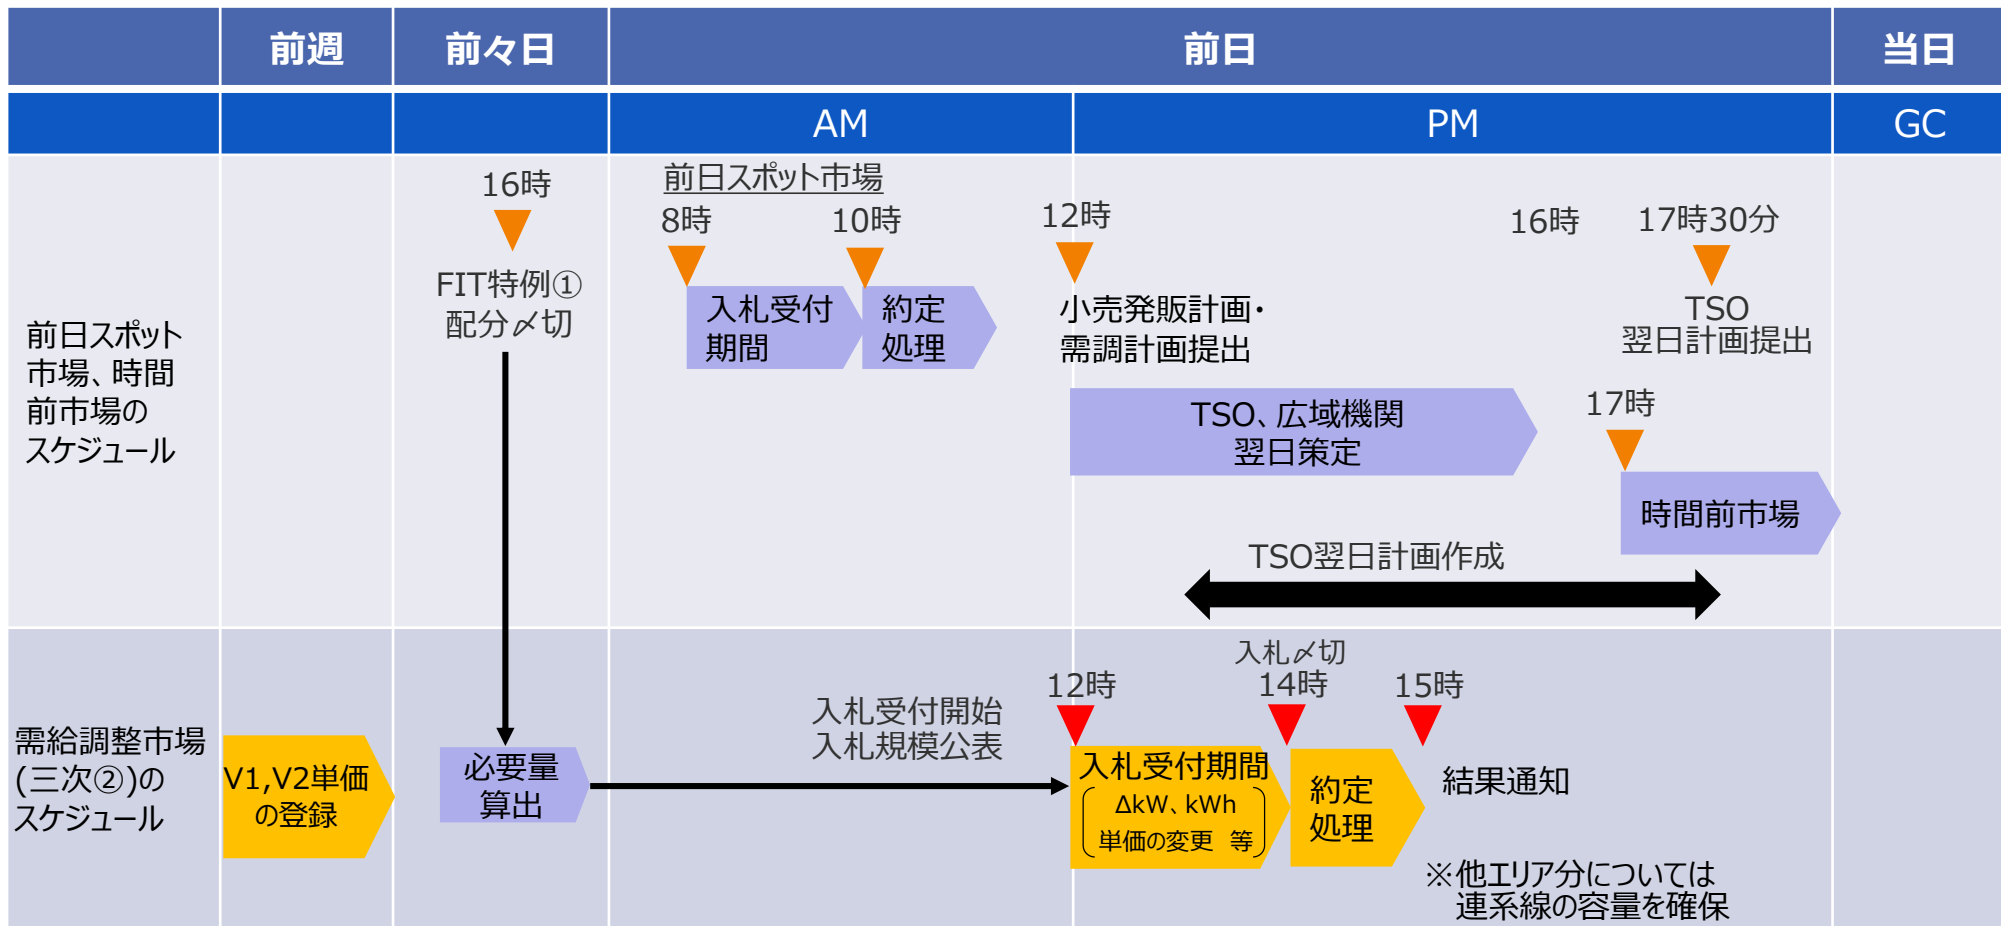 前週
前々日
前日
当日
AM
PM
GC
前日スポット
市場、時間
前市場の
スケジュール
16時
FIT特例①
配分〆切
前日スポット市場
8時
10時
入札受付
期間
約定
処理
12時
小売発販計画・
需調計画提出
16時
17時30分
TSO
翌日計画提出
TSO、広域機関
翌日策定
17時
時間前市場
TSO翌日計画作成
需給調整市場
(三次②)の
スケジュール
V1,V2単価
の登録
必要量
算出
入札受付開始
入札規模公表
12時
入札〆切
14時
15時
入札受付期間
ΔkW、kWh
単価の変更 等
約定
処理
結果通知
※他エリア分については
連系線の容量を確保